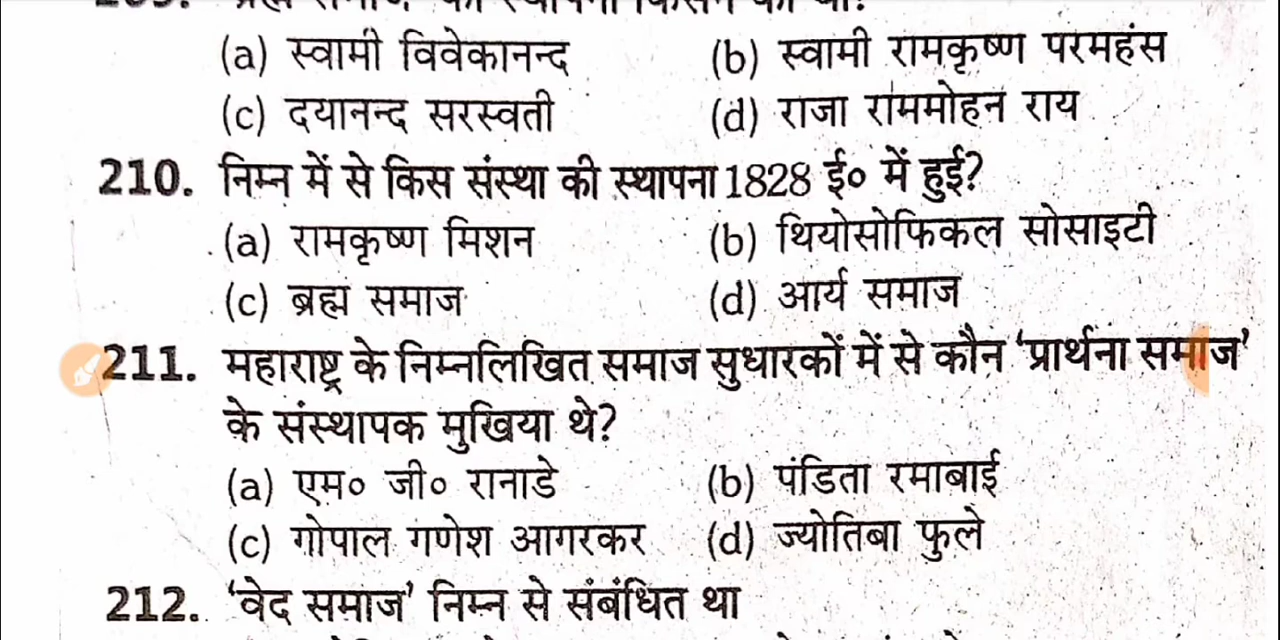 (a) स्वामी विवेकानन्द (b) स्वामी रामकृष्ण परमहंस
(c) दयानन्द सरस्वती (d) राजा राममोहन राय
210. निम्न में से किस संस्था की स्थापना 1828 ई० में हुई?
(a) रामकृष्ण मिशन (b) थियोसोफिकल सोसाइटी
(c) ब्रह्म समाज (d) आर्य समाज
211. महाराष्ट्र के निम्नलिखित समाज सुधारकों में से कौन 'प्रार्थना समाज'
के संस्थापक मुखिया थे?
(a) एम० जी० रानाडे (b) पंडिता रमाबाई
(c) गोपाल गणेश आगरकर (d) ज्योतिबा फुले
212. 'वेद समाज' निम्न से संबंधित था